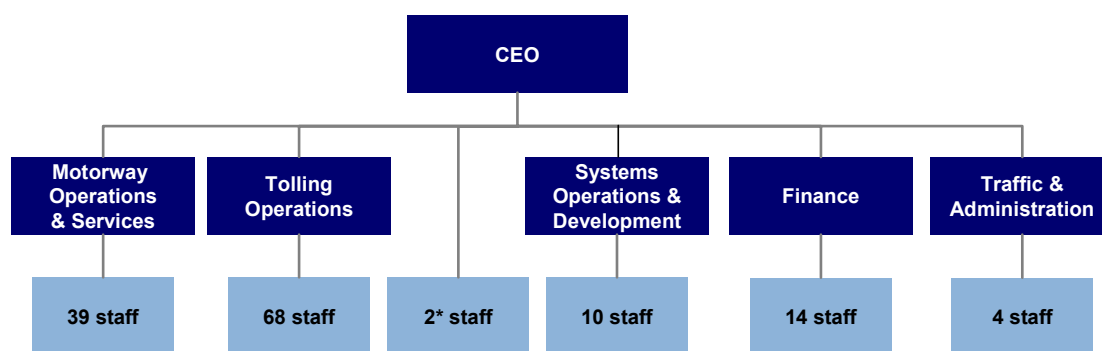 CEO
Motorway
Operations
& Services
Tolling
Operations
Systems
Operations &
Development
Finance
Traffic &
Administration
39 staff
68 staff
2* staff
10 staff
14 staff
4 staff